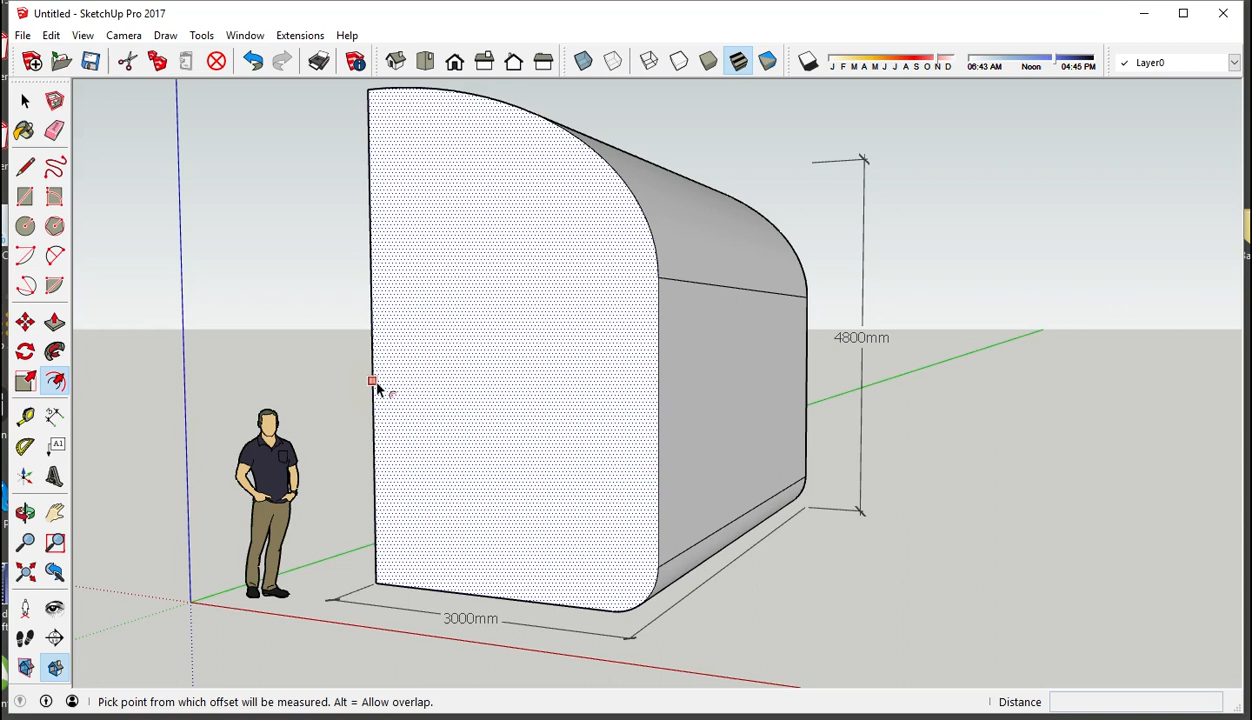 Untitled - SketchUp Pro 2017
File Edit View Camera Draw Tools Window Extensions Help
J F M A M J J A S O N D
06:43 AM Noon 04:45 PM
✓ Layer0
A1
4800mm
3000mm
Pick point from which offset will be measured. Alt = Allow overlap.
Distance